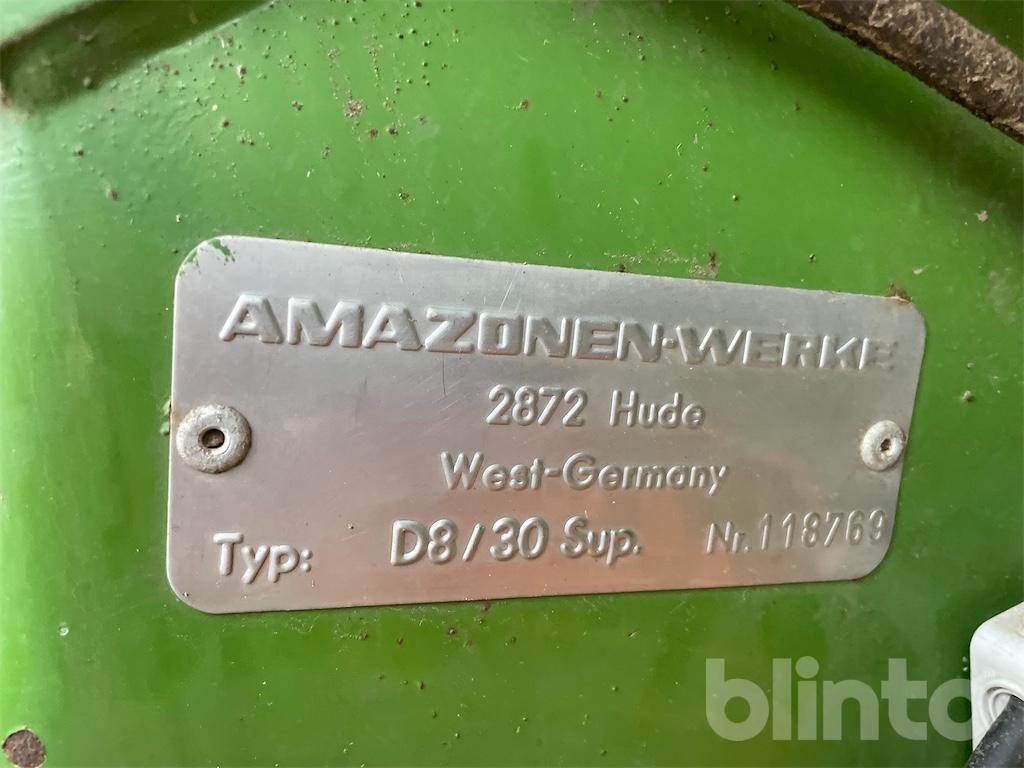 AMAZONEN-WERKE
2872 Hude
West-Germany
Typ: D8/30 Sup. Nr. 118769
blinto